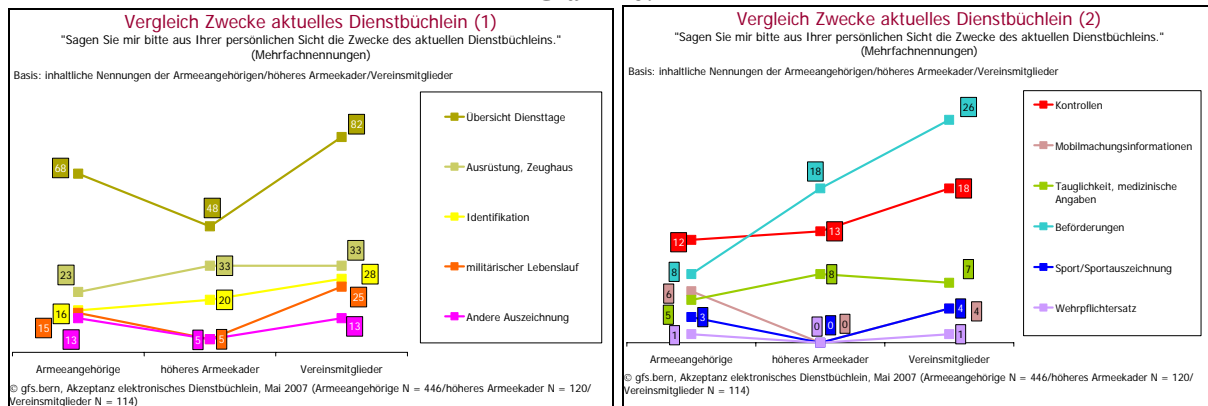 Vergleich Zwecke aktuelles Dienstbüchlein (1)
"Sagen Sie mir bitte aus Ihrer persönlichen Sicht die Zwecke des aktuellen Dienstbüchleins."
(Mehrfachnennungen)
Basis: inhaltliche Nennungen der Armeeangehörigen/höheres Armeekader/Vereinsmitglieder
82
68
48
33
33
23
28
20
16
25
15
13
5
5
13
Übersicht Diensttage
Ausrüstung, Zeughaus
Identifikation
militärischer Lebenslauf
Andere Auszeichnung
Armeeangehörige
höheres Armeekader
Vereinsmitglieder
© gfs.bern, Akzeptanz elektronisches Dienstbüchlein, Mai 2007 (Armeeangehörige N = 446/höheres Armeekader N = 120/
Vereinsmitglieder N = 114)
Vergleich Zwecke aktuelles Dienstbüchlein (2)
"Sagen Sie mir bitte aus Ihrer persönlichen Sicht die Zwecke des aktuellen Dienstbüchleins."
(Mehrfachnennungen)
Basis: inhaltliche Nennungen der Armeeangehörigen/höheres Armeekader/Vereinsmitglieder
26
18
18
12
13
8
8
7
6
5
3
1
0
0
0
4
4
1
Kontrollen
Mobilmachungsinformationen
Tauglichkeit, medizinische
Angaben
Beförderungen
Sport/Sportauszeichnung
Wehrpflichtersatz
Armeeangehörige
höheres Armeekader
Vereinsmitglieder
© gfs.bern, Akzeptanz elektronisches Dienstbüchlein, Mai 2007 (Armeeangehörige N = 446/höheres Armeekader N = 120/
Vereinsmitglieder N = 114)